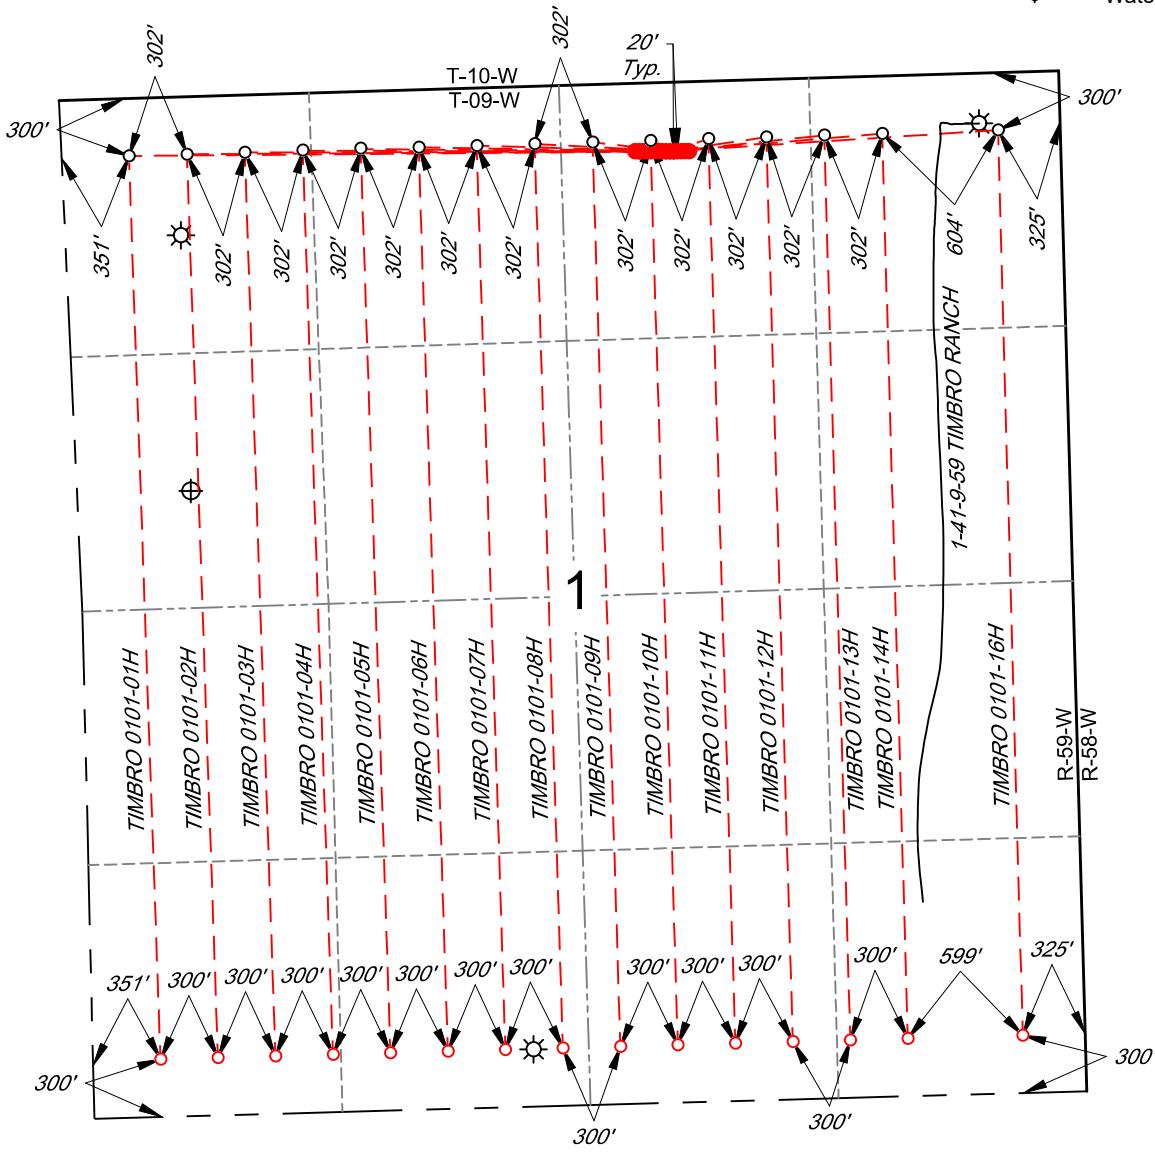 Wate
302'
302'
20'
Typ.
T-10-W
T-09-W
300'
300'
351'
302'
302'
302'
302'
302'
302'
302'
302'
302'
302'
302'
604'
325'
1-41-9-59 TIMBRO RANCH
1
TIMBRO 0101-01H
TIMBRO 0101-02H
TIMBRO 0101-03H
TIMBRO 0101-04H
TIMBRO 0101-05H
TIMBRO 0101-06H
TIMBRO 0101-07H
TIMBRO 0101-08H
TIMBRO 0101-09H
TIMBRO 0101-10H
TIMBRO 0101-11H
TIMBRO 0101-12H
TIMBRO 0101-13H
TIMBRO 0101-14H
TIMBRO 0101-16H
R-59-W
R-58-W
351'
300'
300'
300'
300'
300'
300'
300'
300'
300'
300'
300'
599'
325'
300'
300'
300'
300'